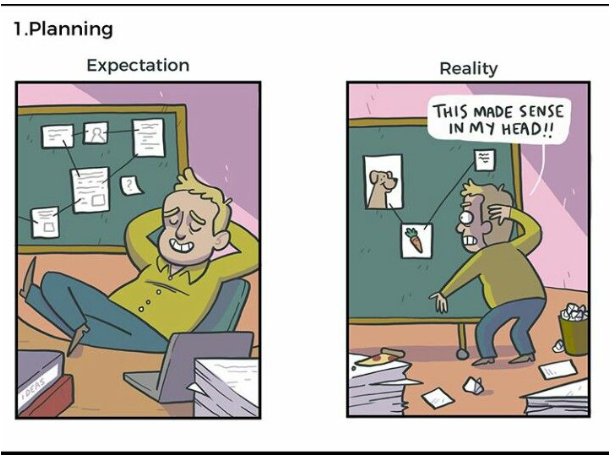 1.Planning
Expectation
Reality
THIS MADE SENSE
IN MY HEAD!!
?
IDEAS